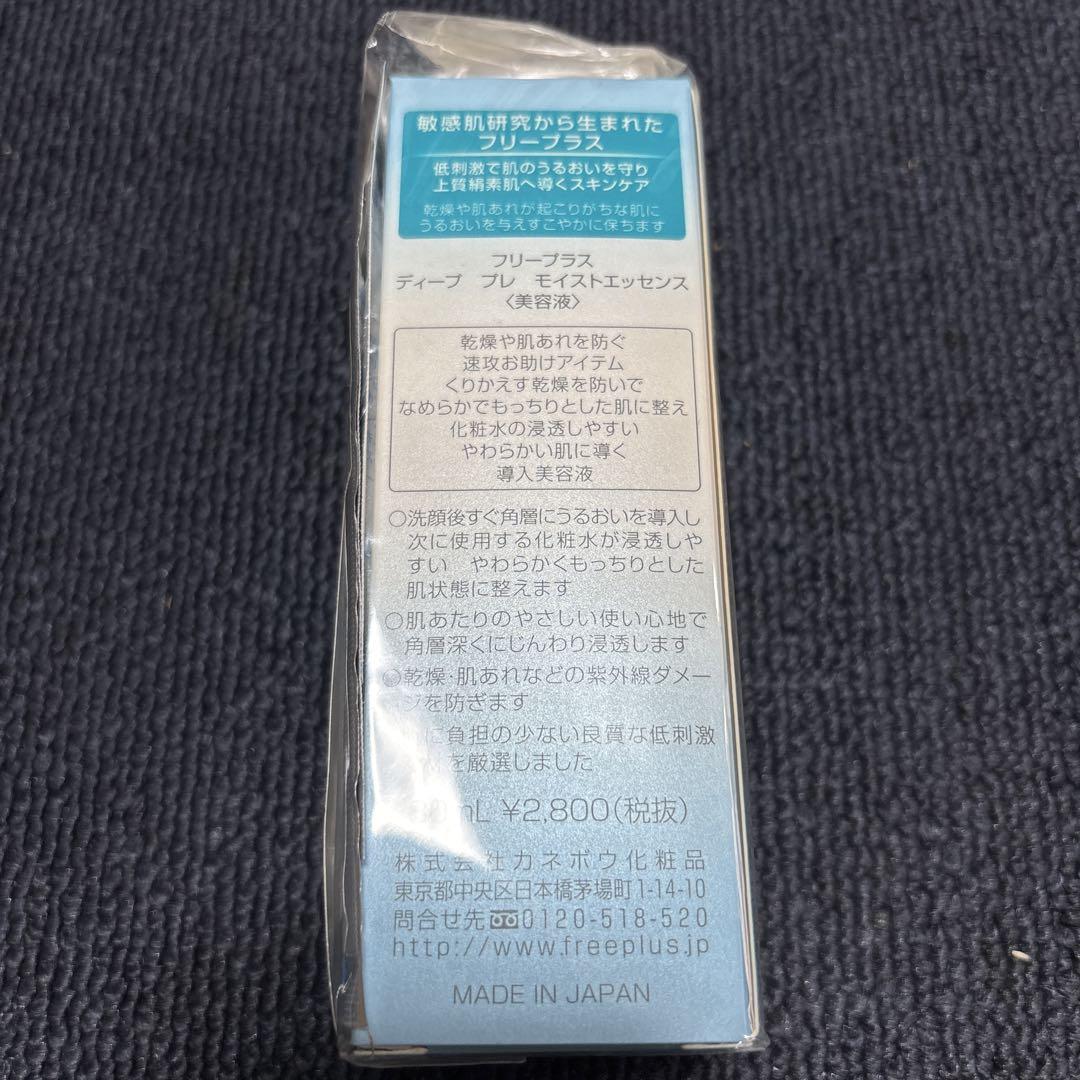 敏感肌研究から生まれた
フリープラス
低刺激で肌のうるおいを守り
上質絹素肌へ導くスキンケア
乾燥や肌あれが起こりがちな肌に
うるおいを与えすこやかに保ちます
フリープラス
ディープ プレ モイストエッセンス
〈美容液〉
乾燥や肌あれを防ぐ
速攻お助けアイテム
くりかえす乾燥を防いで
なめらかでもっちりとした肌に整え
化粧水の浸透しやすい
やわらかい肌に導く
導入美容液
○洗顔後すぐ角層にうるおいを導入し
次に使用する化粧水が浸透しや
すい やわらかくもっちりとした
肌状態に整えます
○肌あたりのやさしい使い心地で
角層深くにじんわり浸透します
○乾燥・肌あれなどの紫外線ダメー
ジを防ぎます
に負担の少ない良質な低刺激
を厳選しました
mL ¥2,800(税抜)
株式会社カネボウ化粧品
東京都中央区日本橋茅場町1-14-10
問合せ先 0120-518-520
http://www.freeplus.jp
MADE IN JAPAN